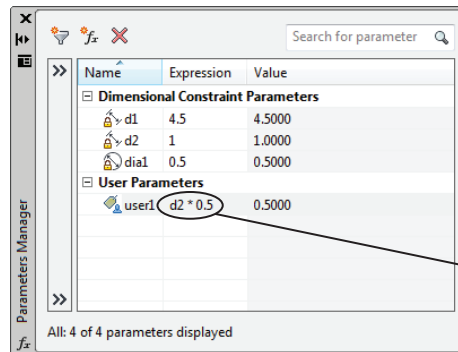 Search for parameter
Name Expression Value
Dimensional Constraint Parameters
d1 4.5 4.5000
d2 1 1.0000
dia1 0.5 0.5000
User Parameters
user1 d2 * 0.5 0.5000
All: 4 of 4 parameters displayed
Parameters Manager
fx